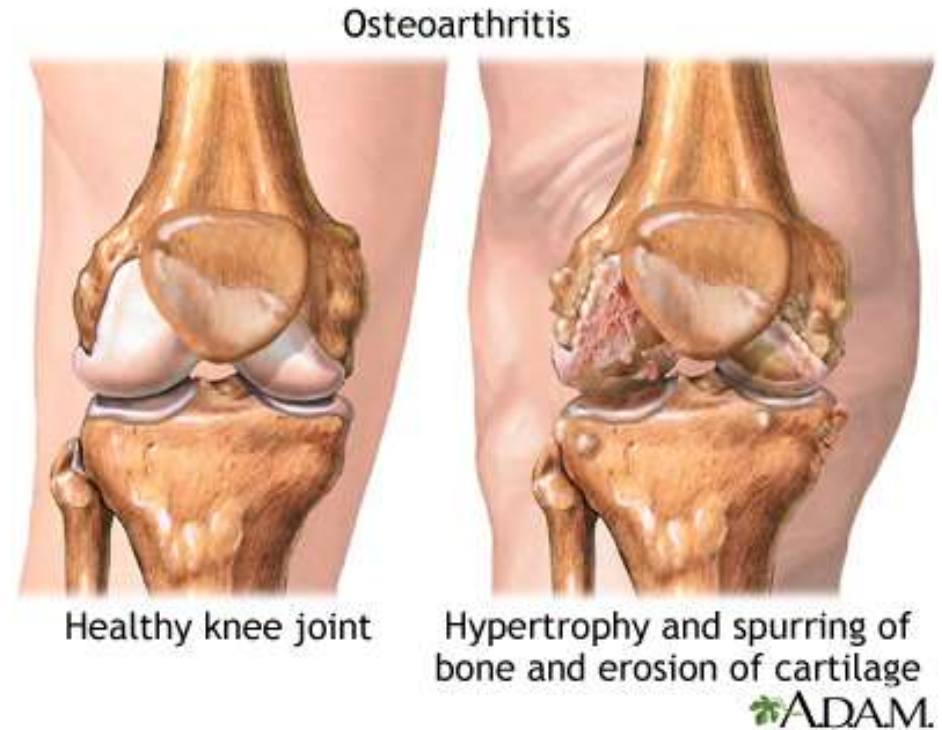 Osteoarthritis
Healthy knee joint
Hypertrophy and spurring of
bone and erosion of cartilage
A.D.A.M.